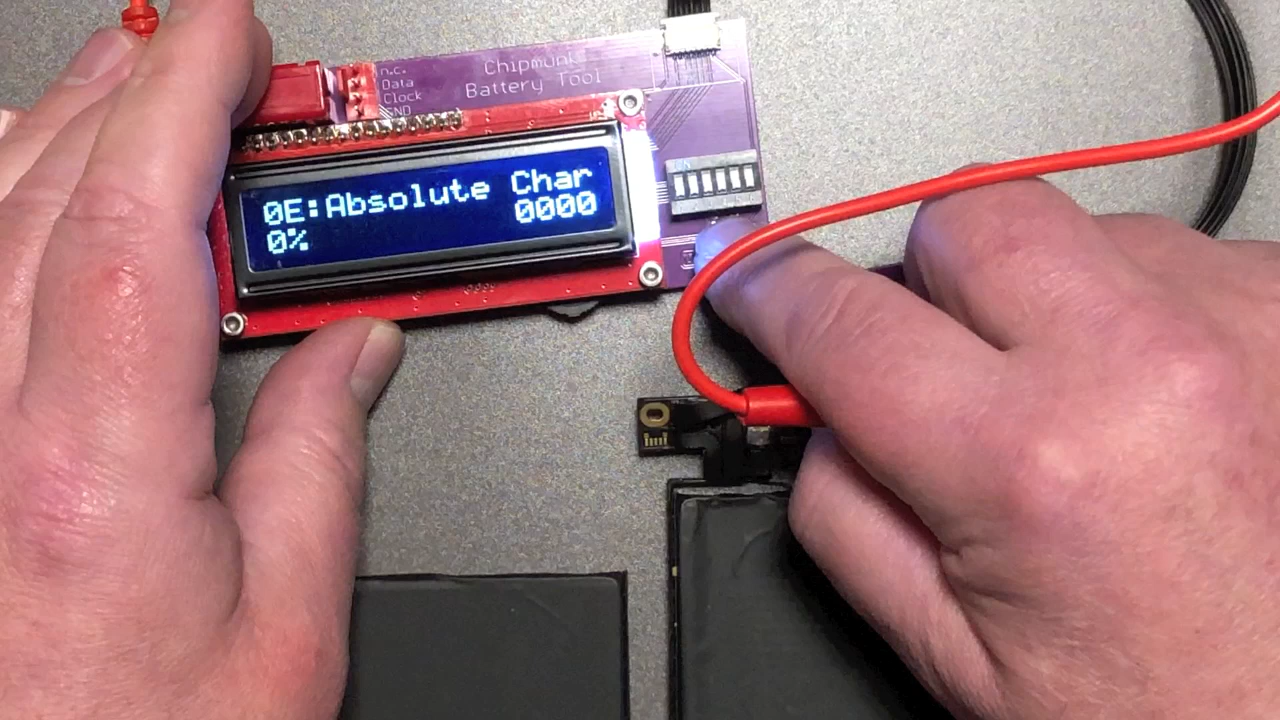 Chipmunk
Battery Tool
n.c.
Data
Clock
GND
0E:Absolute Char
0% 0000